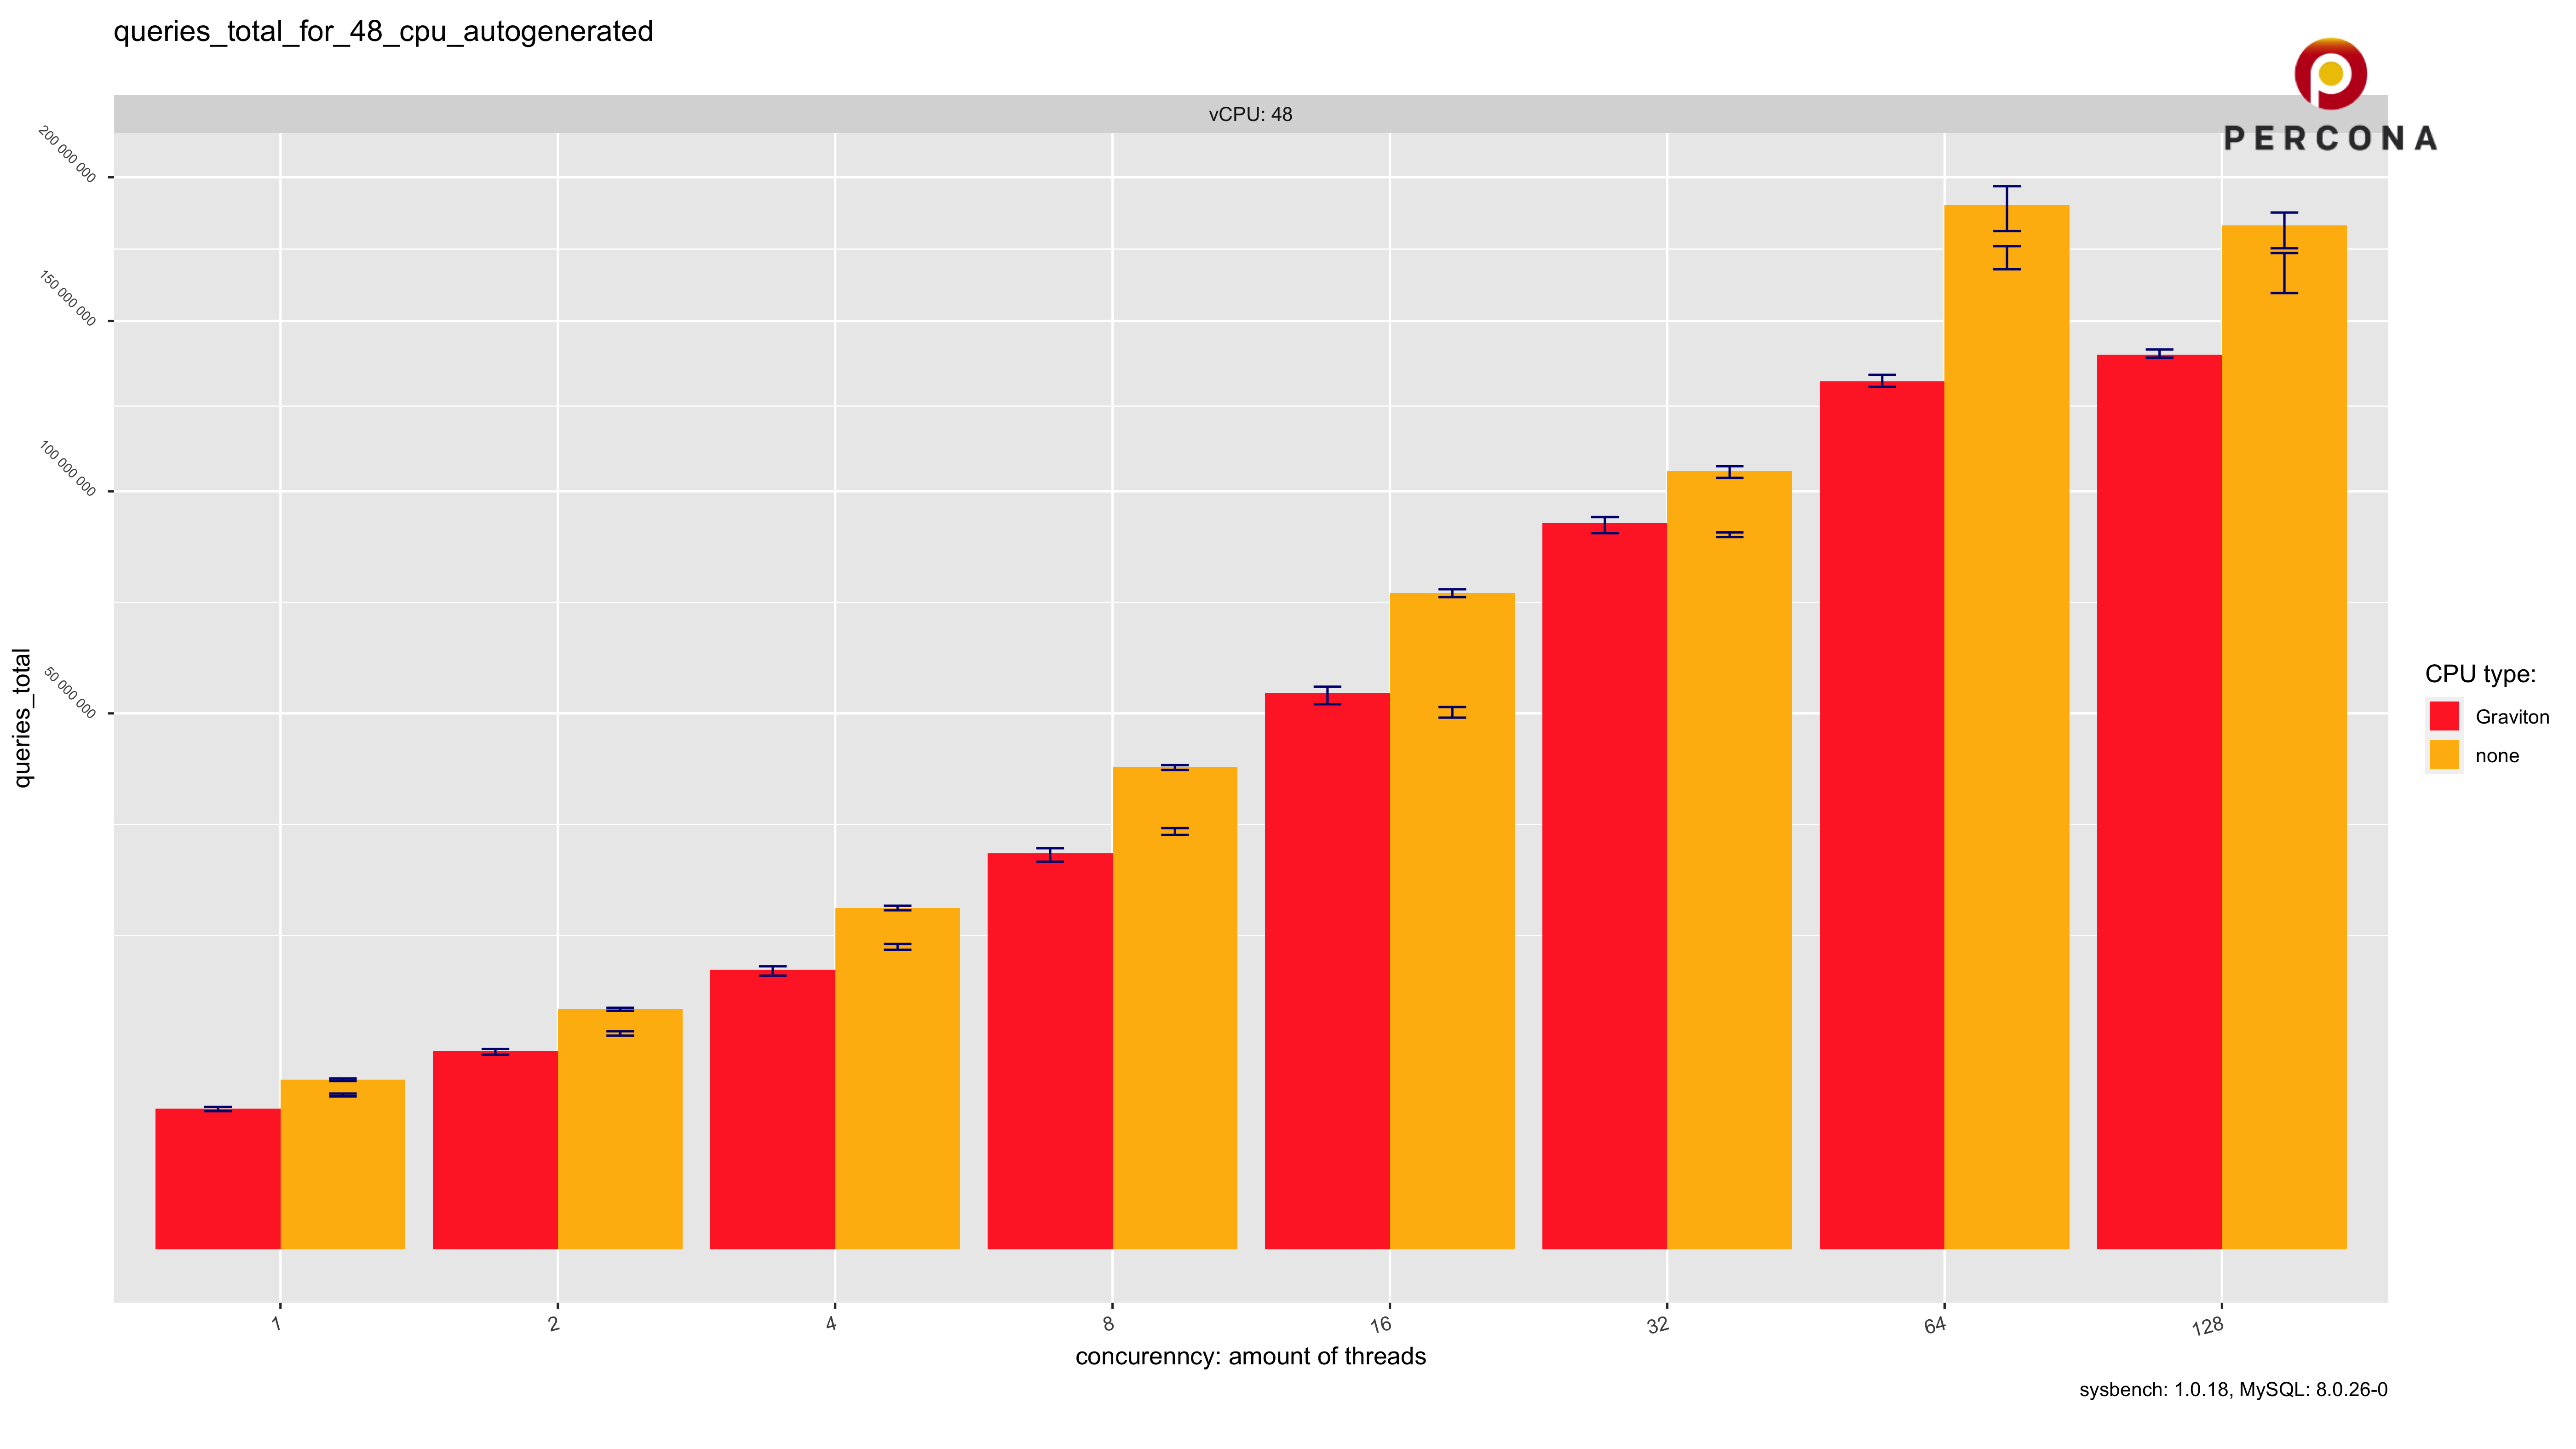 queries_total_for_48_cpu_autogenerated
PERCONA
vCPU: 48
200 000 000
150 000 000
100 000 000
50 000 000
queries_total
CPU type:
Graviton
none
1 2 4 8 16 32 64 128
concurenncy: amount of threads
sysbench: 1.0.18, MySQL: 8.0.26-0